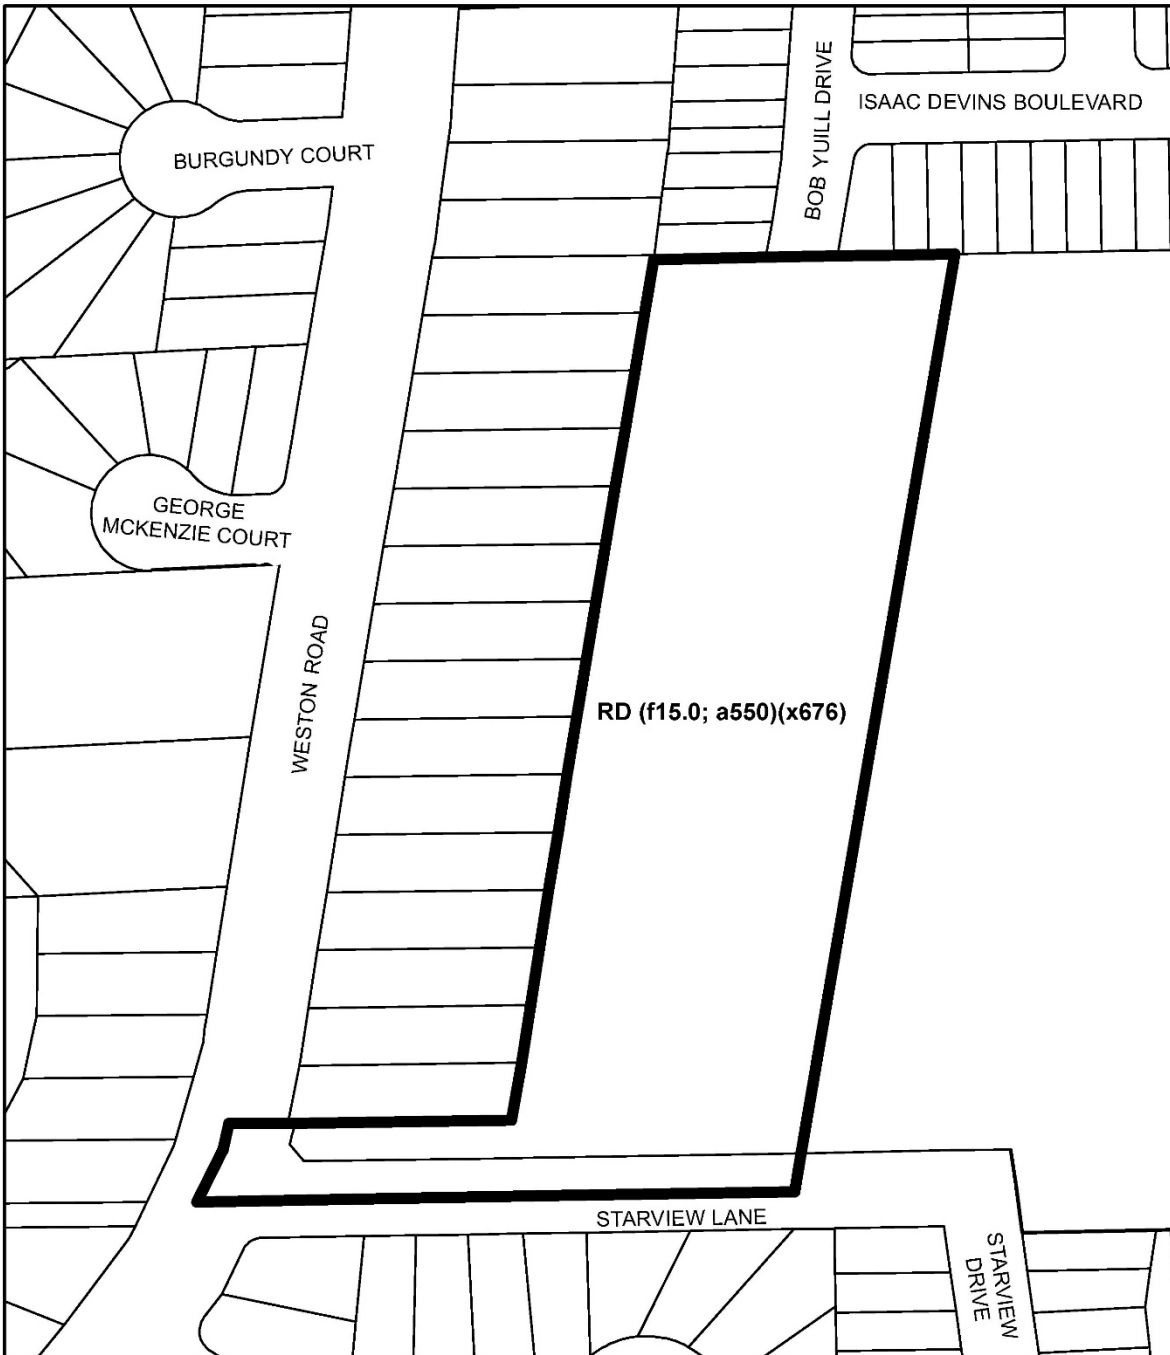 ISAAC DEVINS BOULEVARD
BOB YUILL DRIVE
BURGUNDY COURT
GEORGE
MCKENZIE COURT
WESTON ROAD
RD (f15.0; a550)(x676)
STARVIEW LANE
STARVIEW
DRIVE